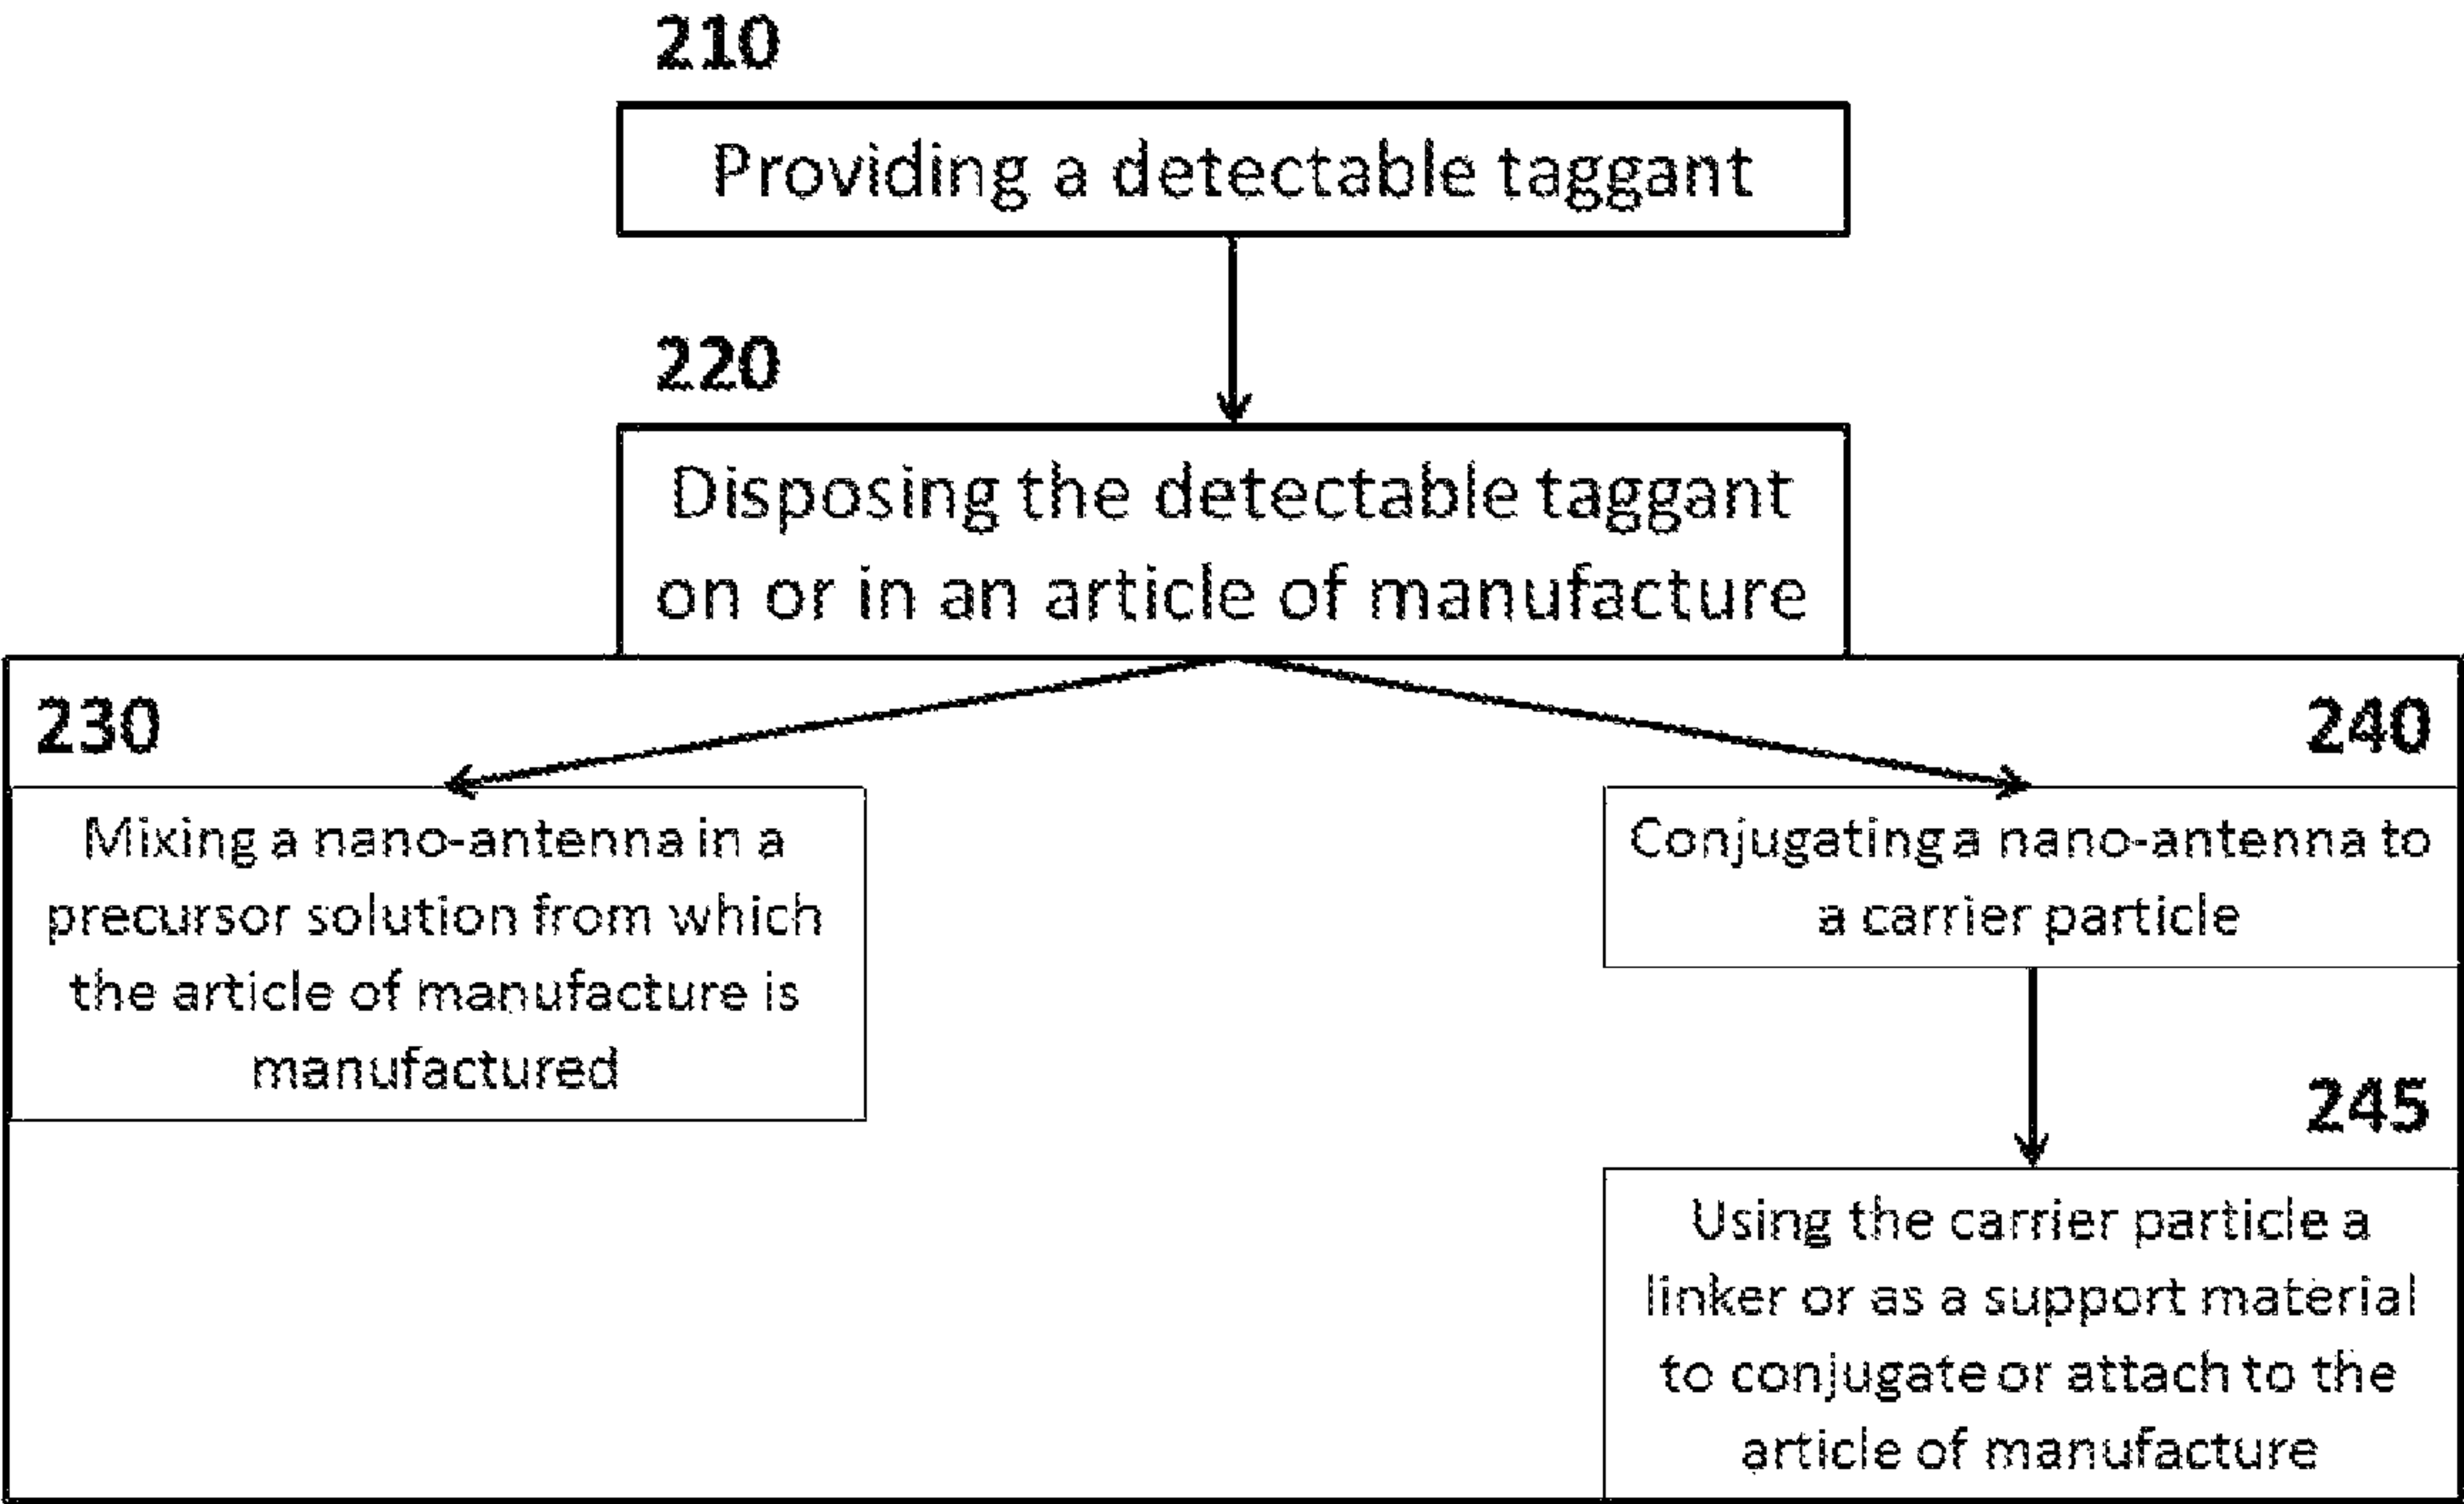 210
Providing a detectable taggant
220
Disposing the detectable taggant
on or in an article of manufacture
230
Mixing a nano-antenna in a
precursor solution from which
the article of manufacture is
manufactured
240
Conjugating a nano-antenna to
a carrier particle
245
Using the carrier particle a
linker or as a support material
to conjugate or attach to the
article of manufacture